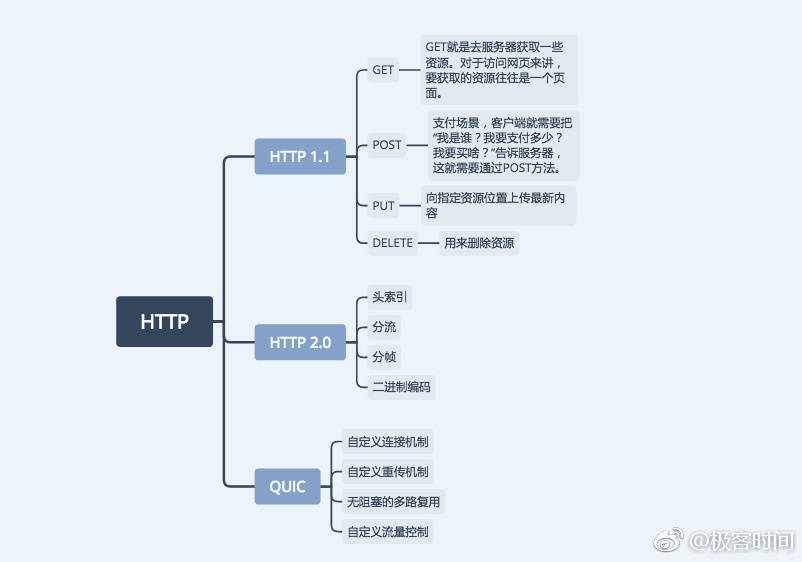 HTTP
HTTP 1.1
GET
GET就是去服务器获取一些
资源。对于访问网页来讲，
要获取的资源往往是一个页
面。
POST
支付场景，客户端就需要把
“我是谁？我要支付多少？
我要买啥？“告诉服务器，
这就需要通过POST方法。
PUT
向指定资源位置上传最新内
容
DELETE
用来删除资源
HTTP 2.0
头索引
分流
分帧
二进制编码
QUIC
自定义连接机制
自定义重传机制
无阻塞的多路复用
自定义流量控制
@极客时间